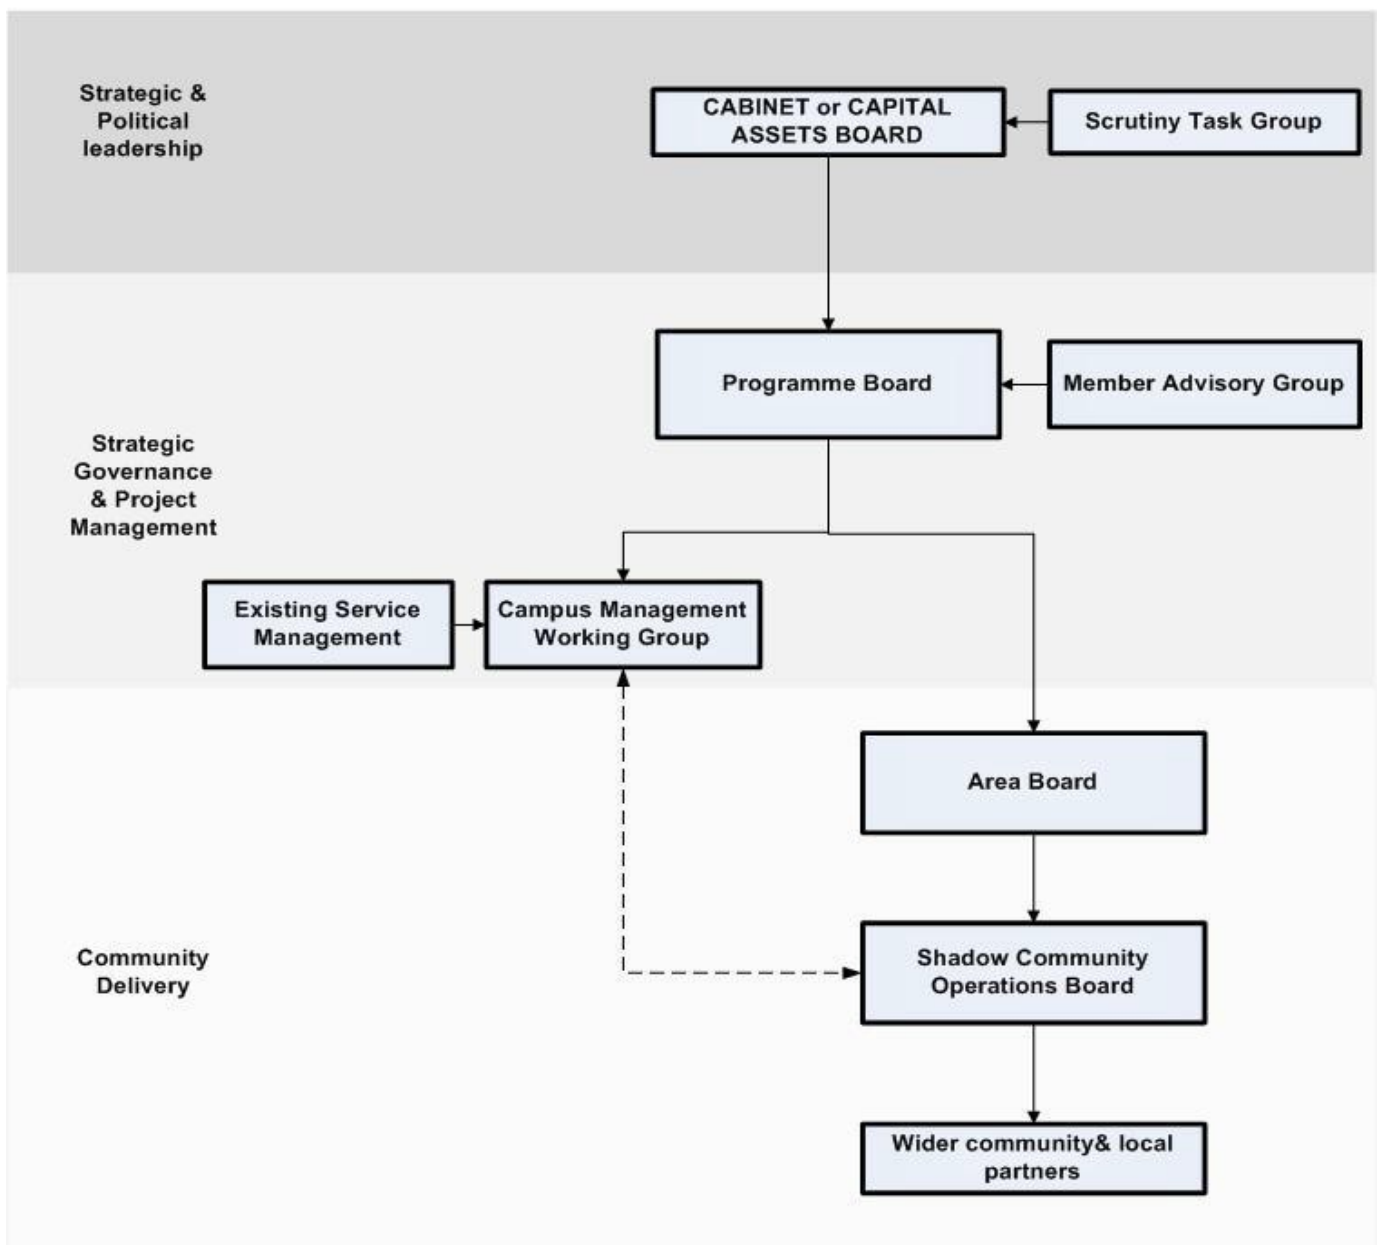 Strategic &
Political
leadership
CABINET or CAPITAL
ASSETS BOARD
Scrutiny Task Group
Programme Board
Member Advisory Group
Strategic
Governance
& Project
Management
Existing Service
Management
Campus Management
Working Group
Area Board
Community
Delivery
Shadow Community
Operations Board
Wider community& local
partners